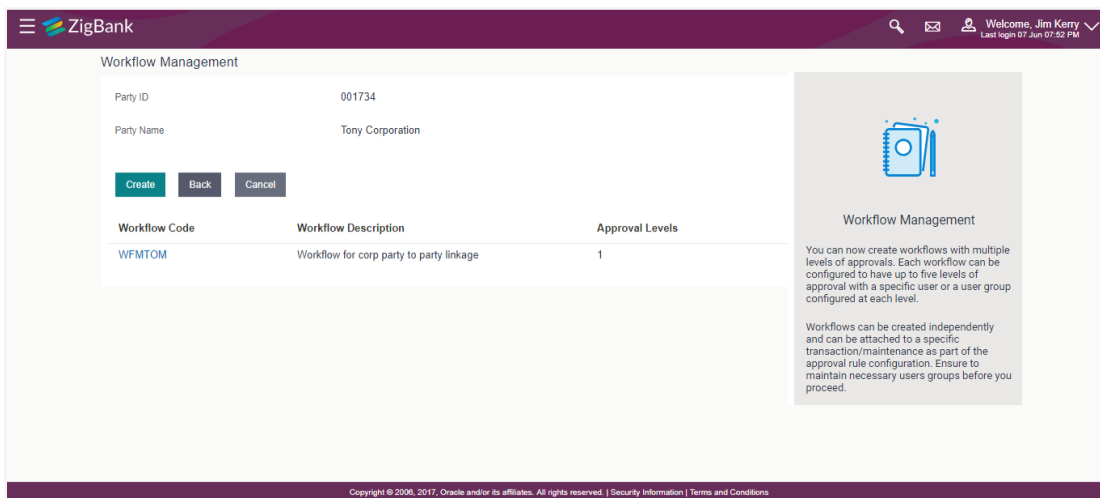 ZigBank
Welcome, Jim Kerry
Last login 07 Jun 07:52 PM
Workflow Management
Party ID 001734
Party Name Tony Corporation
Create Back Cancel
Workflow Code Workflow Description Approval Levels
WFMTOM Workflow for corp party to party linkage 1
Workflow Management
You can now create workflows with multiple
levels of approvals. Each workflow can be
configured to have up to five levels of
approval with a specific user or a user group
configured at each level.
Workflows can be created independently
and can be attached to a specific
transaction/maintenance as part of the
approval rule configuration. Ensure to
maintain necessary users groups before you
proceed.
Copyright © 2006, 2017, Oracle and/or its affiliates. All rights reserved. | Security Information | Terms and Conditions